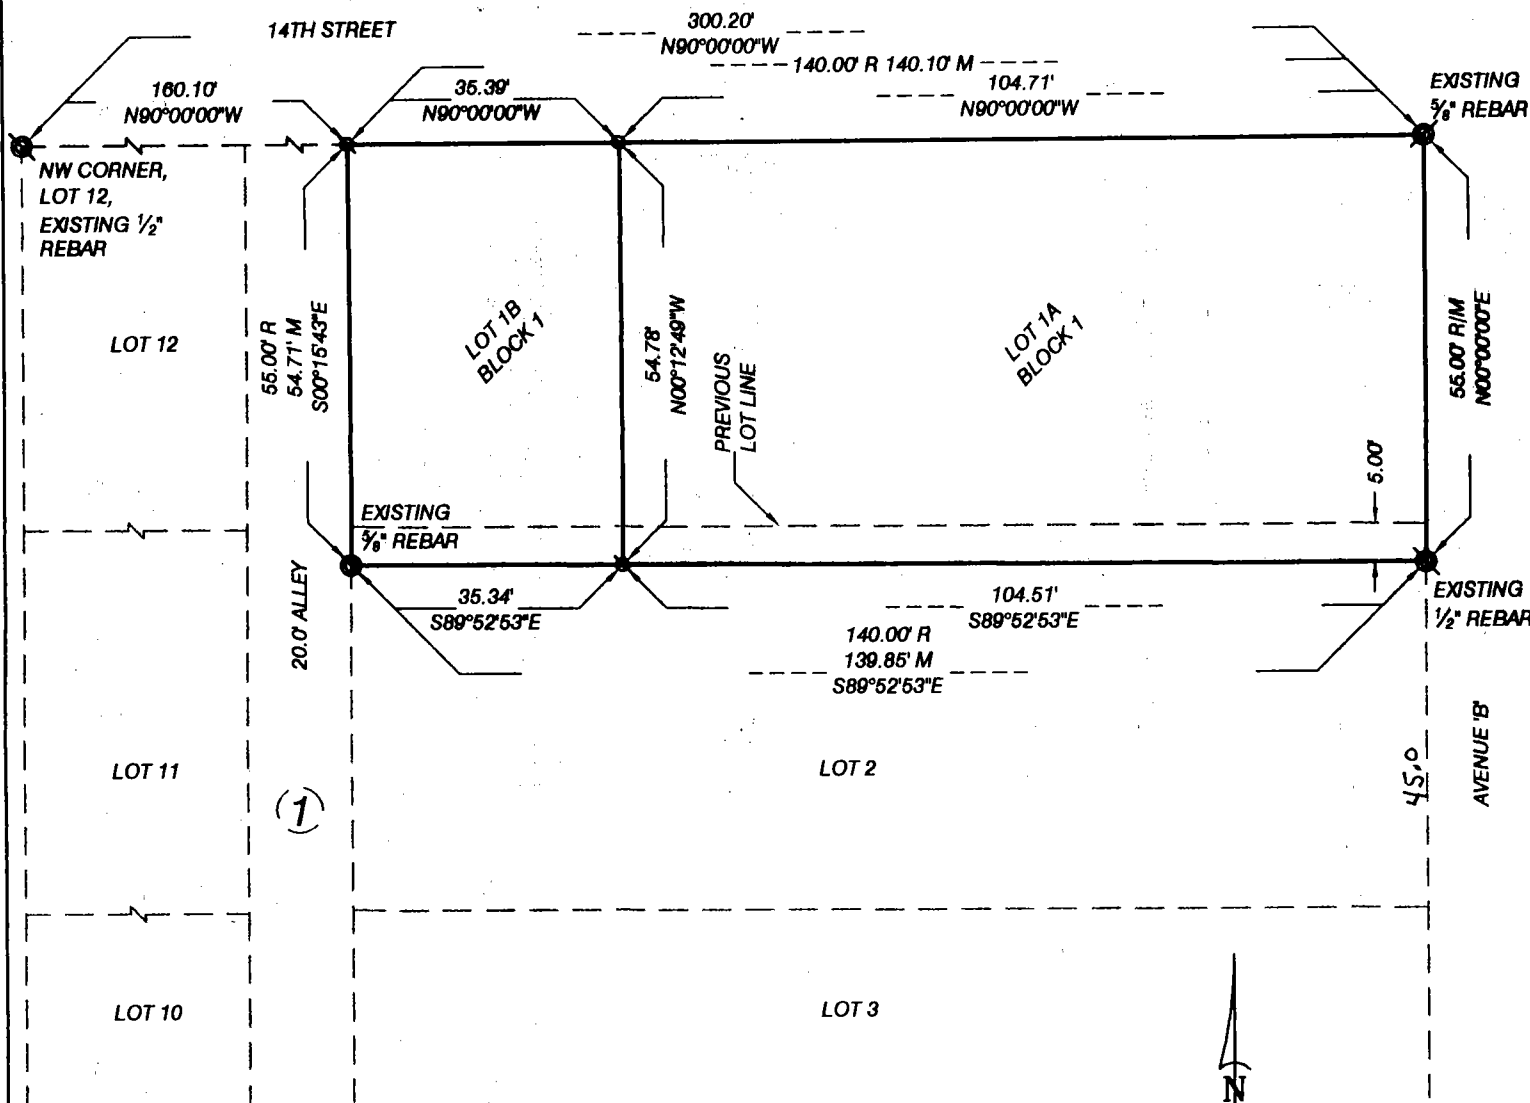 14TH STREET
300.20'
N90°00'00"W
140.00' R 140.10' M
160.10'
N90°00'00"W
35.39'
N90°00'00"W
104.71'
N90°00'00"W
EXISTING
5/8" REBAR
NW CORNER,
LOT 12,
EXISTING 1/2"
REBAR
LOT 12
55.00' R
54.71' M
S00°15'43"E
LOT 1B
BLOCK 1
54.78'
N00°12'49"W
PREVIOUS
LOT LINE
LOT 1A
BLOCK 1
55.00' R/M
N00°00'00"E
5.00'
EXISTING
5/8" REBAR
20.0' ALLEY
35.34'
S89°52'53"E
104.51'
S89°52'53"E
140.00' R
139.85' M
S89°52'53"E
EXISTING
1/2" REBAR
LOT 11
1
LOT 2
45.0
AVENUE 'B'
LOT 10
LOT 3
N